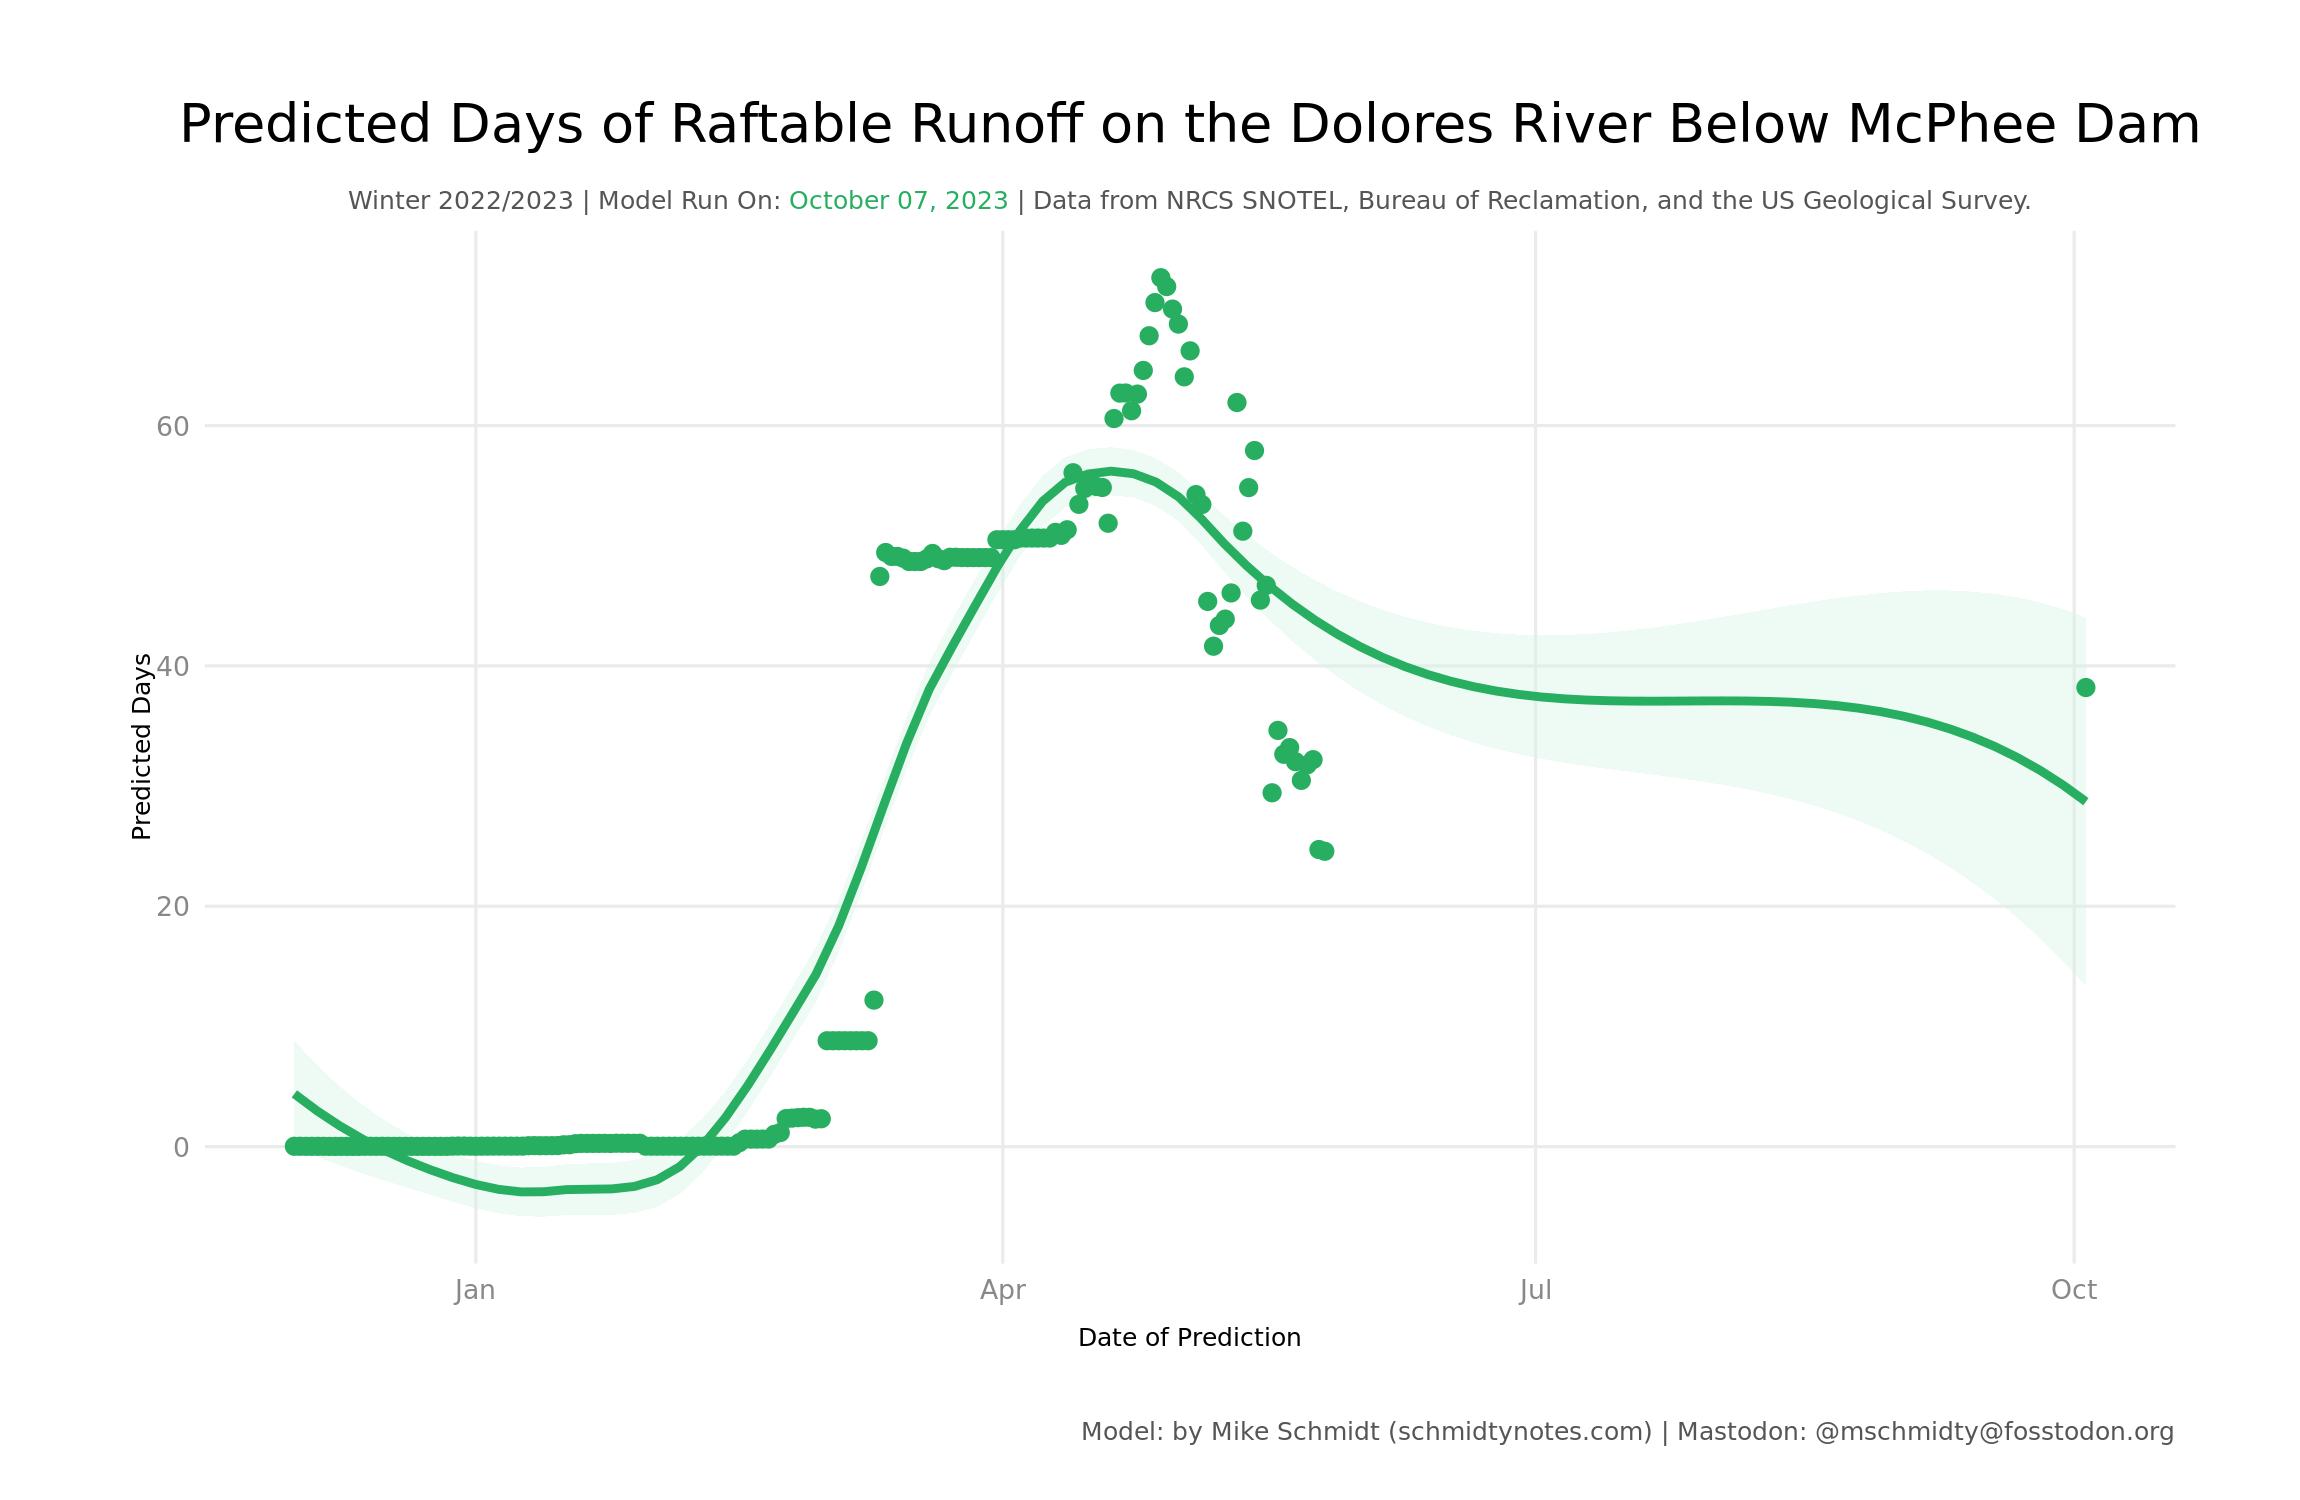 Predicted Days of Raftable Runoff on the Dolores River Below McPhee Dam
Winter 2022/2023 | Model Run On: October 07, 2023 | Data from NRCS SNOTEL, Bureau of Reclamation, and the US Geological Survey.
Predicted Days
60
40
20
0
Jan
Apr
Jul
Oct
Date of Prediction
Model: by Mike Schmidt (schmidtynotes.com) | Mastodon: @mschmidty@fosstodon.org